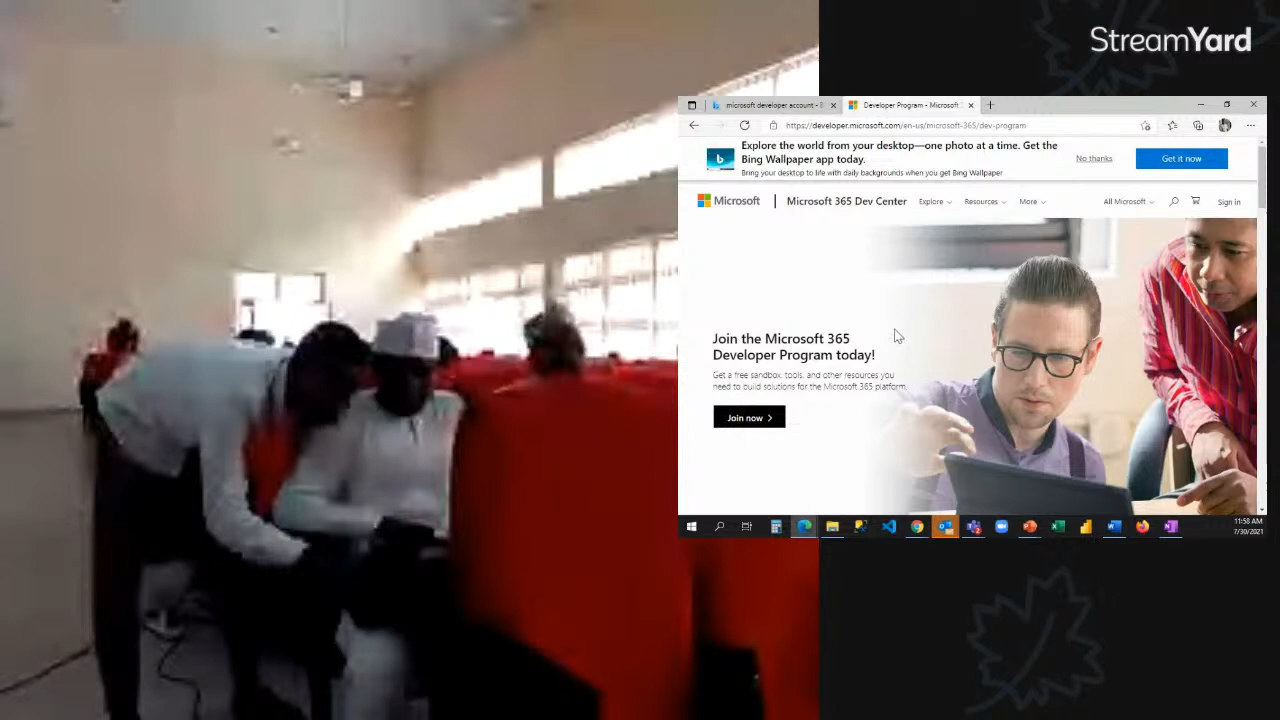 StreamYard
microsoft developer account - B
Developer Program - Microsoft
https://developer.microsoft.com/en-us/microsoft-365/dev-program
Explore the world from your desktop—one photo at a time. Get the
Bing Wallpaper app today.
Bring your desktop to life with daily backgrounds when you get Bing Wallpaper
No thanks
Get it now
Microsoft
Microsoft 365 Dev Center
Explore
Resources
More
All Microsoft
Sign in
Join the Microsoft 365
Developer Program today!
Get a free sandbox, tools, and other resources you
need to build solutions for the Microsoft 365 platform.
Join now
11:58 AM
7/30/2021